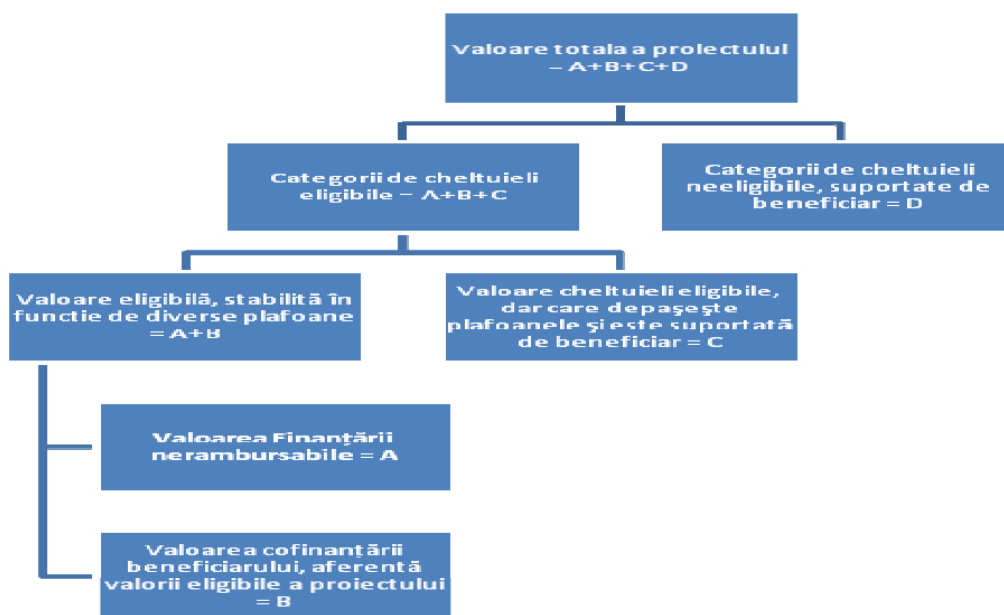 Valoare totala a proiectului
= A+B+C+D
Categorii de cheltuieli
eligibile = A+B+C
Categorii de cheltuieli
neeligibile, suportate de
beneficiar = D
Valoare eligibilă, stabilită în
functie de diverse plafoane
= A+B
Valoare cheltuieli eligibile,
dar care depaşeşte
plafoanele şi este suportată
de beneficiar = C
Valoarea Finanţării
nerambursabile = A
Valoarea cofinanţării
beneficiarului, aferentă
valorii eligibile a proiectului
= B